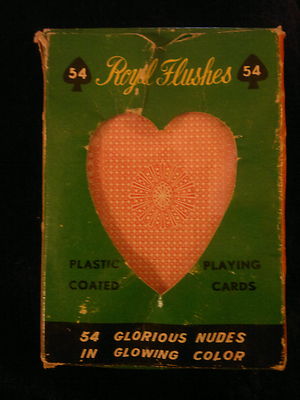 54 Royal Flushes 54
PLASTIC PLAYING
COATED CARDS
54 GLORIOUS NUDES
IN GLOWING COLOR